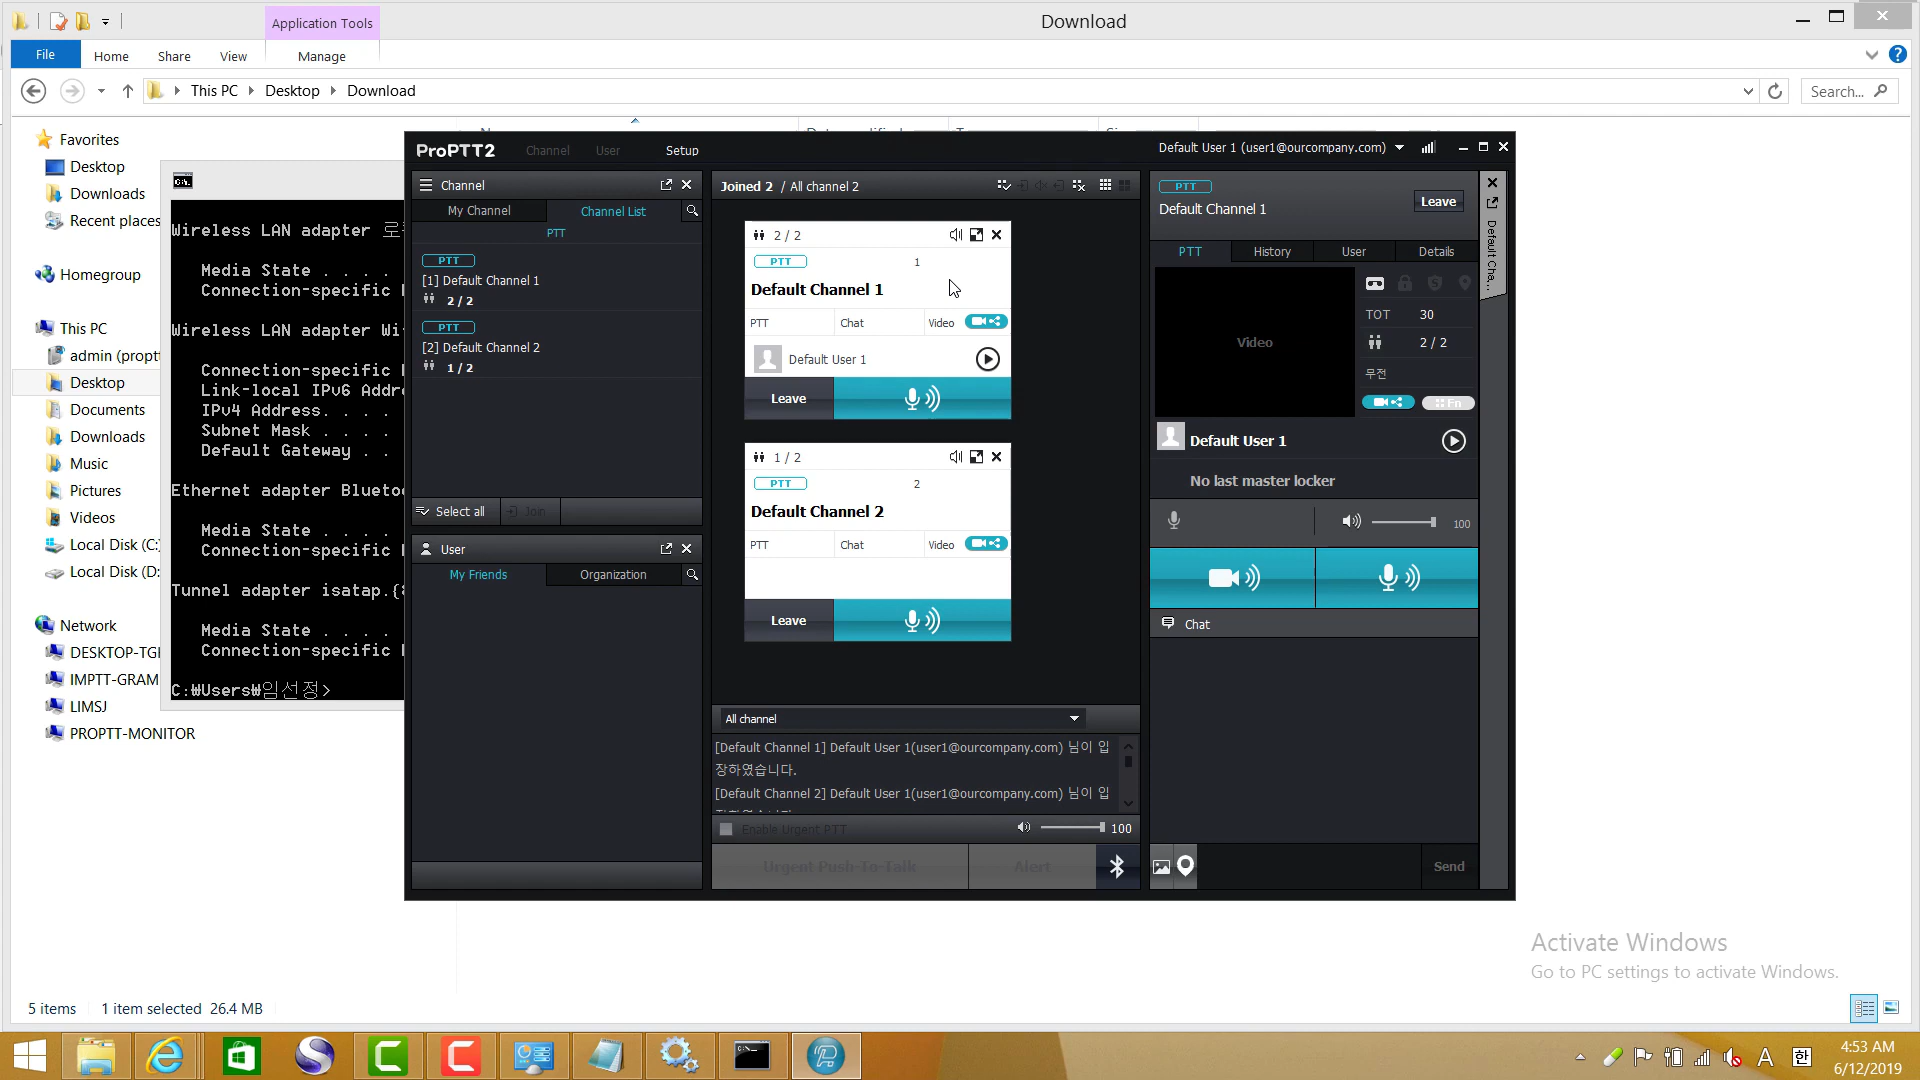 Application Tools
Download
File
Home
Share
View
Manage
This PC
Desktop
Download
Search...
Favorites
Desktop
Downloads
Recent places
Homegroup
This PC
admin (proptt
Desktop
Documents
Downloads
Music
Pictures
Videos
Local Disk (C:
Local Disk (D:
Network
DESKTOP-TG
IMPTT-GRAM
LIMSJ
PROPTT-MONITOR
5 items
1 item selected 26.4 MB
Wireless LAN adapter
Media State . . . .
Connection-specific
Wireless LAN adapter Wi
Connection-specific
Link-local IPv6 Addr
IPv4 Address. . . .
Subnet Mask . . . .
Default Gateway . .
Ethernet adapter Blueto
Media State . . . .
Connection-specific
Tunnel adapter isatap.{
Media State . . . .
Connection-specific
C:₩Users₩임선정>
ProPTT2
Channel
User
Setup
Default User 1 (user1@ourcompany.com)
Channel
My Channel
Channel List
PTT
PTT
[1] Default Channel 1
2 / 2
PTT
[2] Default Channel 2
1 / 2
Select all
Join
User
My Friends
Organization
Joined 2 / All channel 2
2 / 2
PTT
1
Default Channel 1
PTT
Chat
Video
Default User 1
Leave
1 / 2
PTT
2
Default Channel 2
PTT
Chat
Video
Leave
All channel
[Default Channel 1] Default User 1(user1@ourcompany.com) 님이 입
장하였습니다.
[Default Channel 2] Default User 1(user1@ourcompany.com) 님이 입
Enable Urgent PTT
100
Urgent Push-To-Talk
Alert
PTT
Default Channel 1
Leave
Default Cha...
PTT
History
User
Details
Video
TOT 30
2 / 2
무전
Fn
Default User 1
No last master locker
100
Chat
Send
Activate Windows
Go to PC settings to activate Windows.
A
한
4:53 AM
6/12/2019